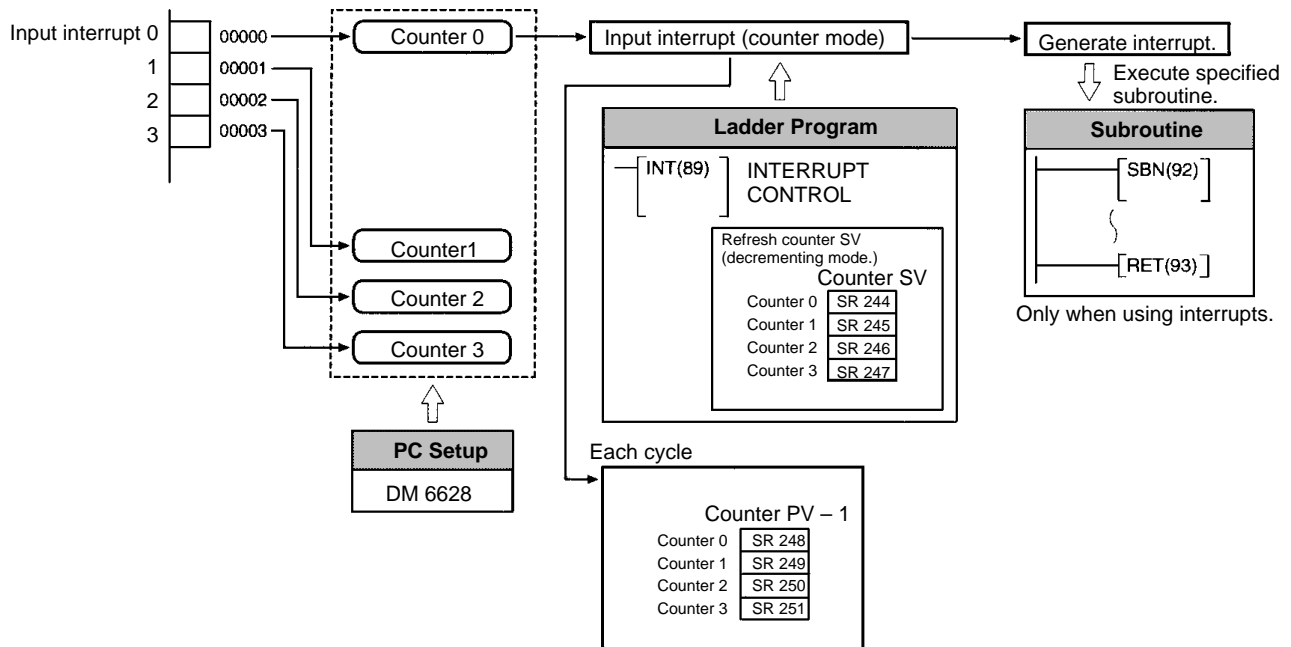 Input interrupt 0 00000 Counter 0 Input interrupt (counter mode) Generate interrupt.
1 00001
2 00002
3 00003
Execute specified
subroutine.
Ladder Program
INT(89) INTERRUPT
CONTROL
Refresh counter SV
(decrementing mode.)
Counter SV
Counter 0 SR 244
Counter 1 SR 245
Counter 2 SR 246
Counter 3 SR 247
Subroutine
SBN(92)
RET(93)
Only when using interrupts.
Counter1
Counter 2
Counter 3
PC Setup
DM 6628
Each cycle
Counter PV – 1
Counter 0 SR 248
Counter 1 SR 249
Counter 2 SR 250
Counter 3 SR 251